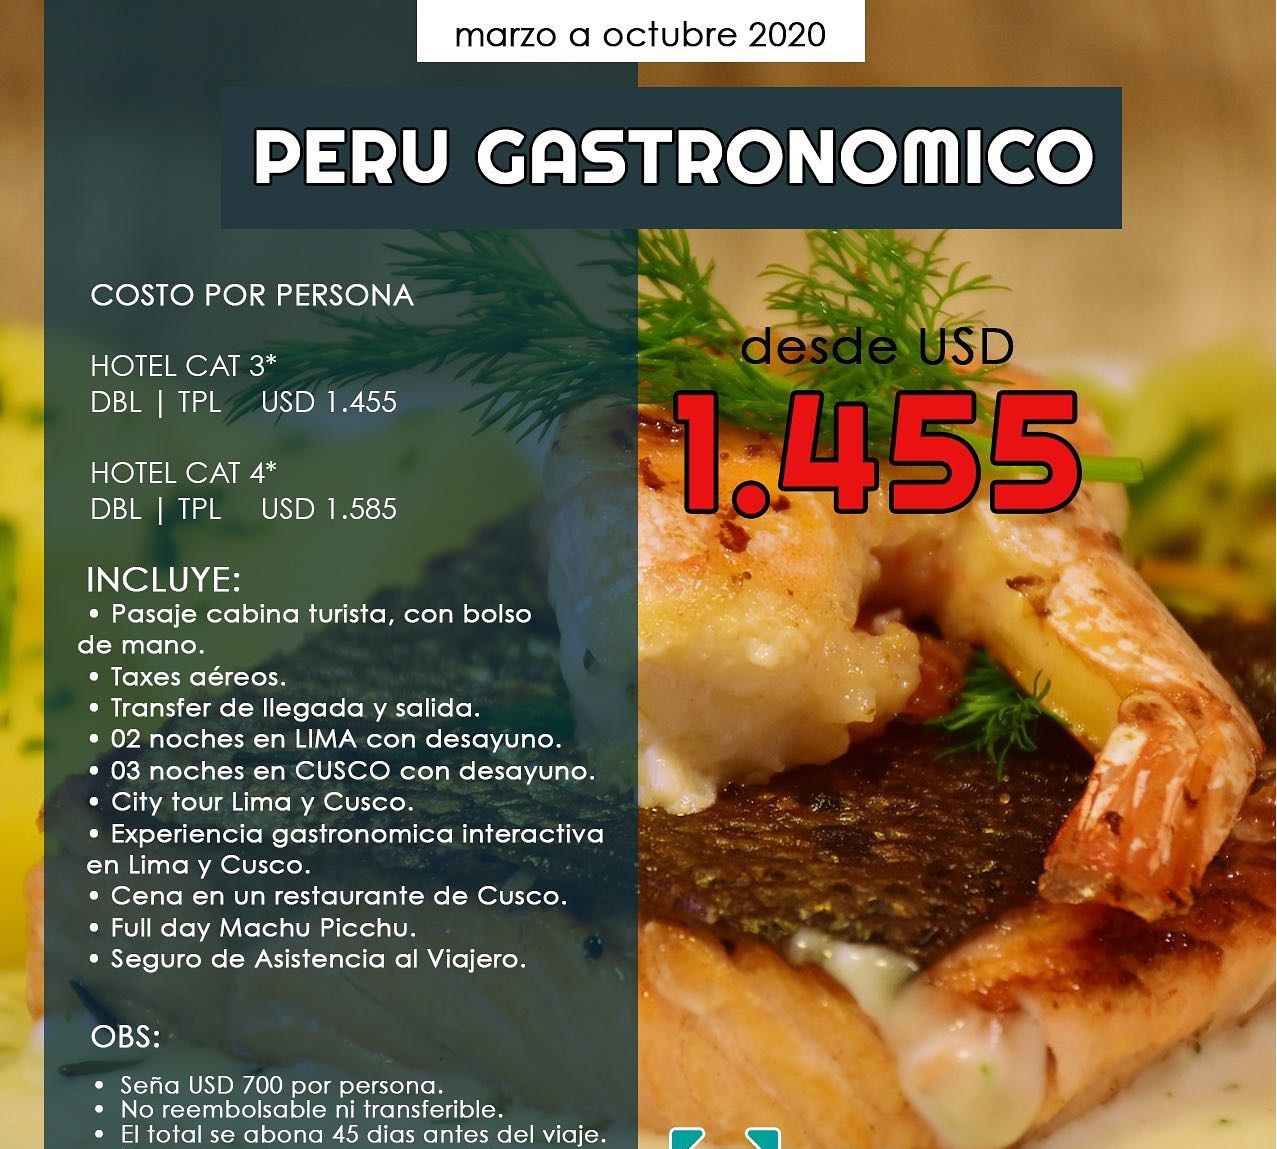 marzo a octubre 2020
PERU GASTRONOMICO
COSTO POR PERSONA
HOTEL CAT 3*
DBL | TPL USD 1.455
HOTEL CAT 4*
DBL | TPL USD 1.585
desde USD
1.455
INCLUYE:
• Pasaje cabina turista, con bolso
de mano.
• Taxes aéreos.
• Transfer de llegada y salida.
• 02 noches en LIMA con desayuno.
• 03 noches en CUSCO con desayuno.
• City tour Lima y Cusco.
• Experiencia gastronomica interactiva
en Lima y Cusco.
• Cena en un restaurante de Cusco.
• Full day Machu Picchu.
• Seguro de Asistencia al Viajero.
OBS:
• Seña USD 700 por persona.
• No reembolsable ni transferible.
• El total se abona 45 dias antes del viaje.